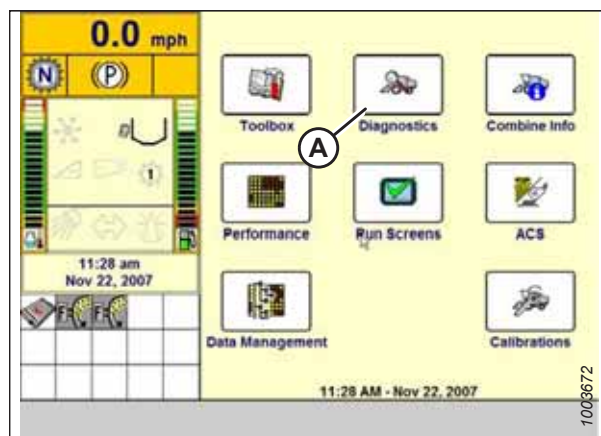 0.0 mph
N
(P)
1
11:28 am
Nov 22, 2007
F=
F=
Toolbox
Diagnostics
Combine Info
A
Performance
Run Screens
ACS
Data Management
Calibrations
11:28 AM - Nov 22, 2007
1003672